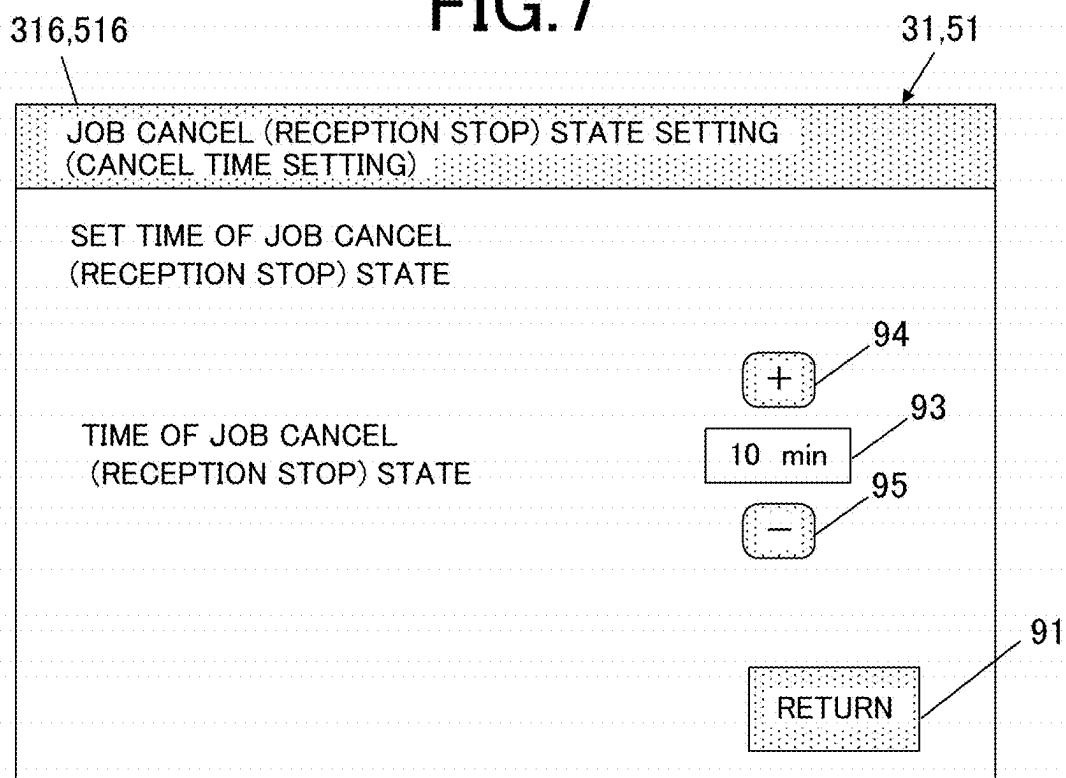 FIG.7
316,516
31,51
JOB CANCEL (RECEPTION STOP) STATE SETTING
(CANCEL TIME SETTING)
SET TIME OF JOB CANCEL
(RECEPTION STOP) STATE
94
+
93
TIME OF JOB CANCEL
(RECEPTION STOP) STATE
10 min
95
−
91
RETURN